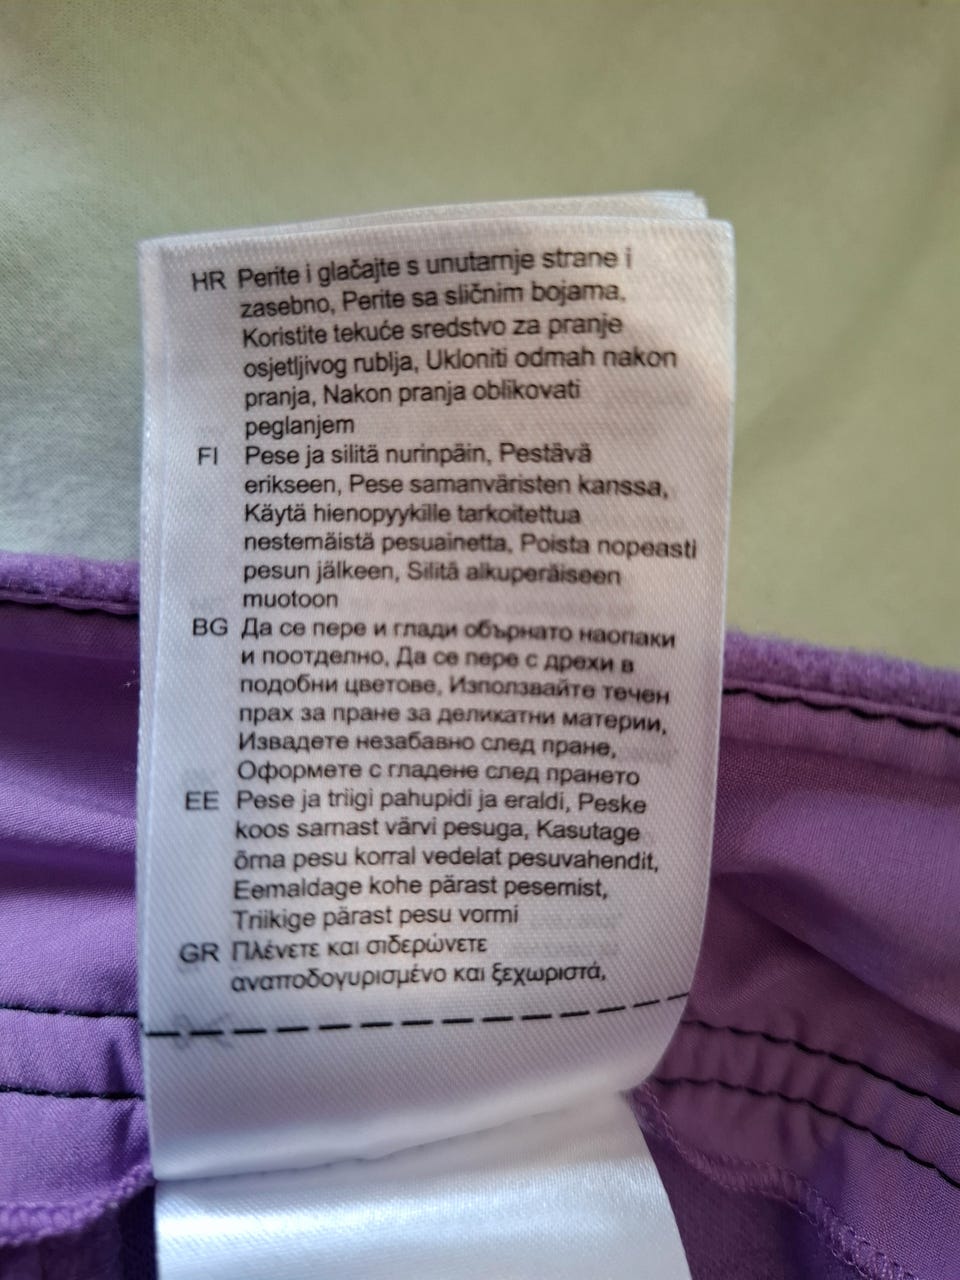 HR Perite i glačajte s unutarnje strane i
zasebno, Perite sa sličnim bojama,
Koristite tekuće sredstvo za pranje
osjetljivog rublja, Ukloniti odmah nakon
pranja, Nakon pranja oblikovati
peglanjem
FI Pese ja silitä nurinpäin, Pestävä
erikseen, Pese samanväristen kanssa,
Käytä hienopyykille tarkoitettua
nestemäistä pesuainetta, Poista nopeasti
pesun jälkeen, Silitä alkuperäiseen
muotoon
BG Да се пере и глади обърнато наопаки
и поотделно, Да се пере с дрехи в
подобни цветове, Използвайте течен
прах за пране за деликатни материи,
Извадете незабавно след пране,
Оформете с гладене след прането
EE Pese ja triigi pahupidi ja eraldi, Peske
koos sarnast värvi pesuga, Kasutage
õrna pesu korral vedelat pesuvahendit,
Eemaldage kohe pärast pesemist,
Triikige pärast pesu vormi
GR Πλένετε και σιδερώνετε
αναποδογυρισμένο και ξεχωριστά,